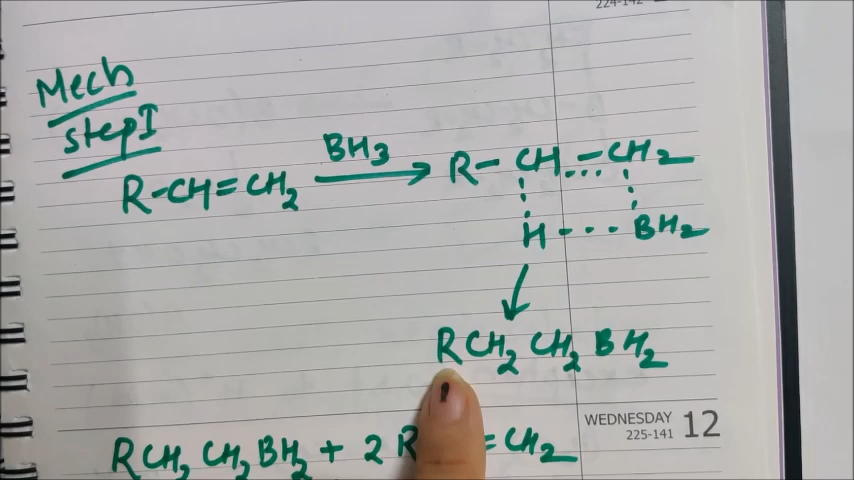 224-142
Mech
step I
R-CH=CH₂ BH₃ → R-CH---CH₂
H---BH₂
↓
RCH₂CH₂BH₂
WEDNESDAY 12
225-141
RCH₂CH₂BH₂ + 2 R =CH₂